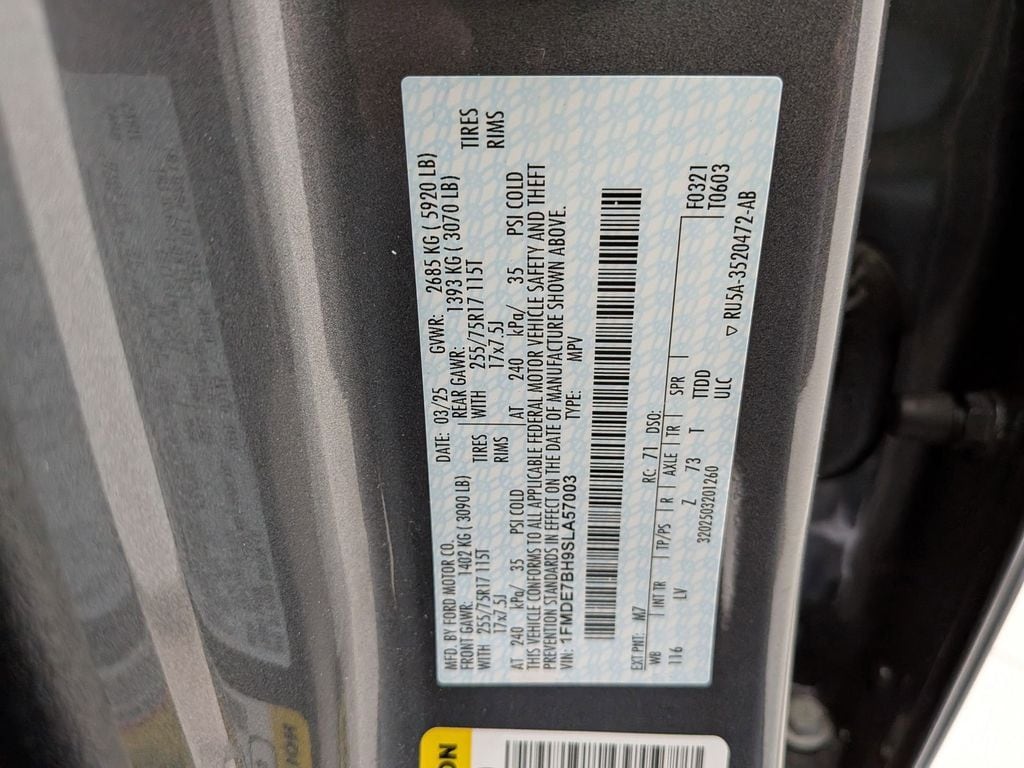 MFD. BY FORD MOTOR CO.
DATE: 03/25 GVWR: 2685 KG ( 5920 LB)
FRONT GAWR: 1402 KG ( 3090 LB) REAR GAWR: 1393 KG ( 3070 LB)
WITH 255/75R17 115T TIRES WITH 255/75R17 115T TIRES
17x7.5J RIMS 17x7.5J RIMS
AT 240 kPa/ 35 PSI COLD AT 240 kPa/ 35 PSI COLD
THIS VEHICLE CONFORMS TO ALL APPLICABLE FEDERAL MOTOR VEHICLE SAFETY AND THEFT
PREVENTION STANDARDS IN EFFECT ON THE DATE OF MANUFACTURE SHOWN ABOVE.
VIN: 1FMDE7BH9SLA57003 TYPE: MPV
EXT PNT: M7 RC: 71 DSO: F0321
WB | INT TR | TP/PS | R | AXLE | TR | SPR | T0603
116 LV Z 73 T TTDD
3202503201260 ULC
▽ RU5A-3520472-AB